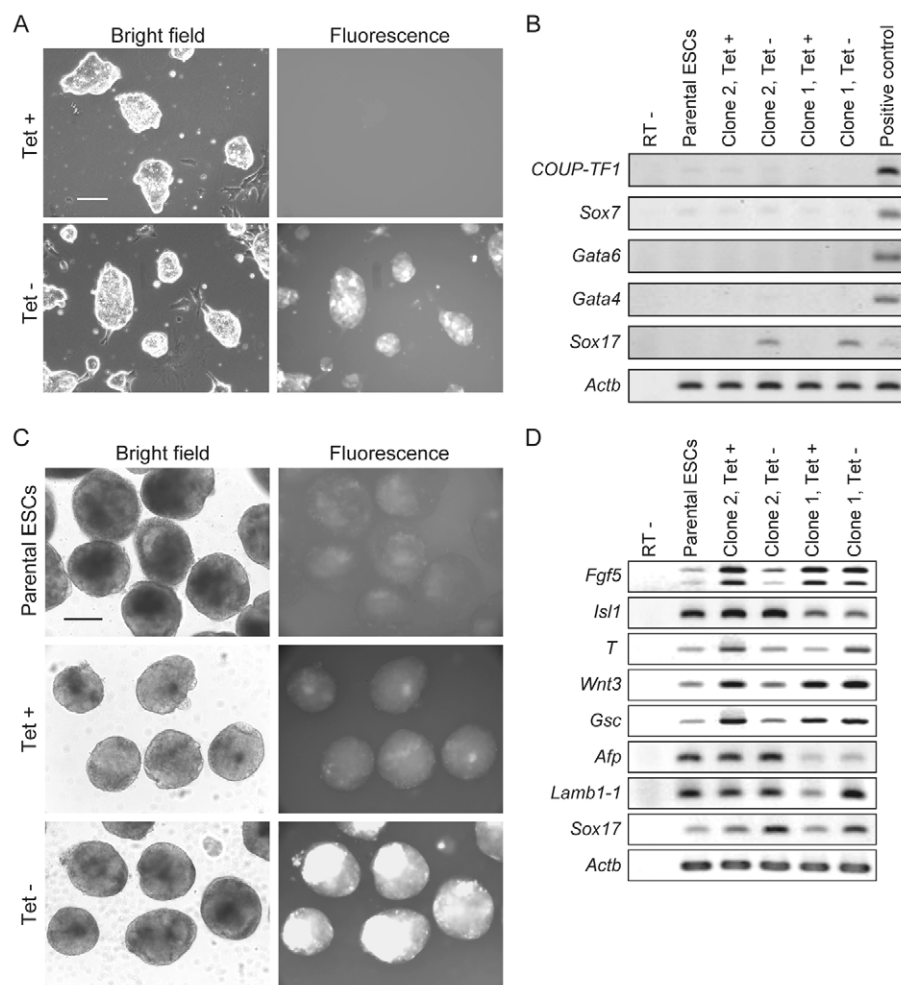 A
Bright field
Fluorescence
Tet +
Tet -
B
RT -
Parental ESCs
Clone 2, Tet +
Clone 2, Tet -
Clone 1, Tet +
Clone 1, Tet -
Positive control
COUP-TF1
Sox7
Gata6
Gata4
Sox17
Actb
C
Bright field
Fluorescence
Parental ESCs
Tet +
Tet -
D
RT -
Parental ESCs
Clone 2, Tet +
Clone 2, Tet -
Clone 1, Tet +
Clone 1, Tet -
Fgf5
Isl1
T
Wnt3
Gsc
Afp
Lamb1-1
Sox17
Actb